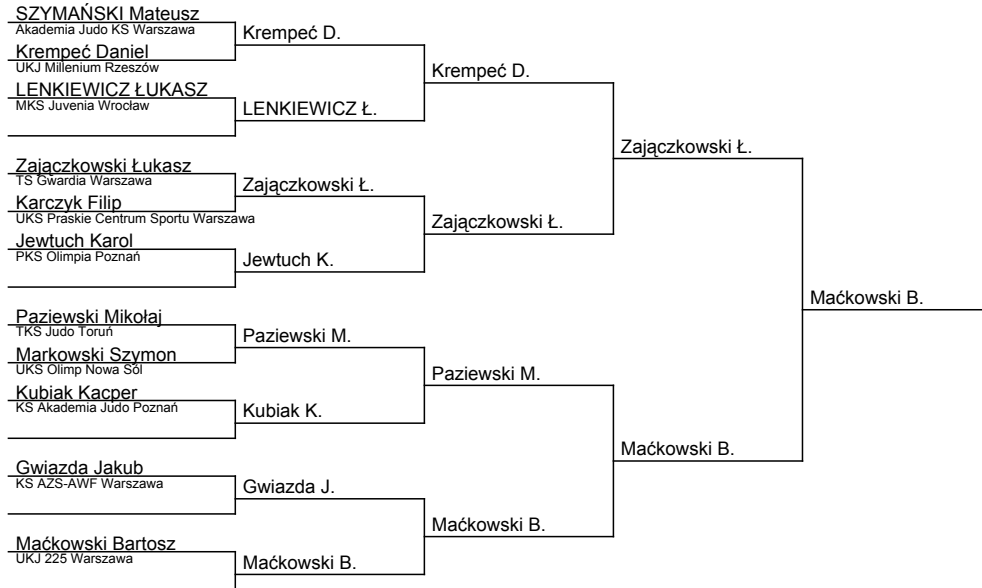 SZYMAŃSKI Mateusz
Akademia Judo KS Warszawa
Krempeć Daniel
UKJ Millenium Rzeszów
LENKIEWICZ ŁUKASZ
MKS Juvenia Wrocław
Zajączkowski Łukasz
TS Gwardia Warszawa
Karczyk Filip
UKS Praskie Centrum Sportu Warszawa
Jewtuch Karol
PKS Olimpia Poznań
Paziewski Mikołaj
TKS Judo Toruń
Markowski Szymon
UKS Olimp Nowa Sól
Kubiak Kacper
KS Akademia Judo Poznań
Gwiazda Jakub
KS AZS-AWF Warszawa
Maćkowski Bartosz
UKJ 225 Warszawa
Krempeć D.
LENKIEWICZ Ł.
Zajączkowski Ł.
Jewtuch K.
Paziewski M.
Kubiak K.
Gwiazda J.
Maćkowski B.
Krempeć D.
Zajączkowski Ł.
Paziewski M.
Maćkowski B.
Zajączkowski Ł.
Maćkowski B.
Maćkowski B.